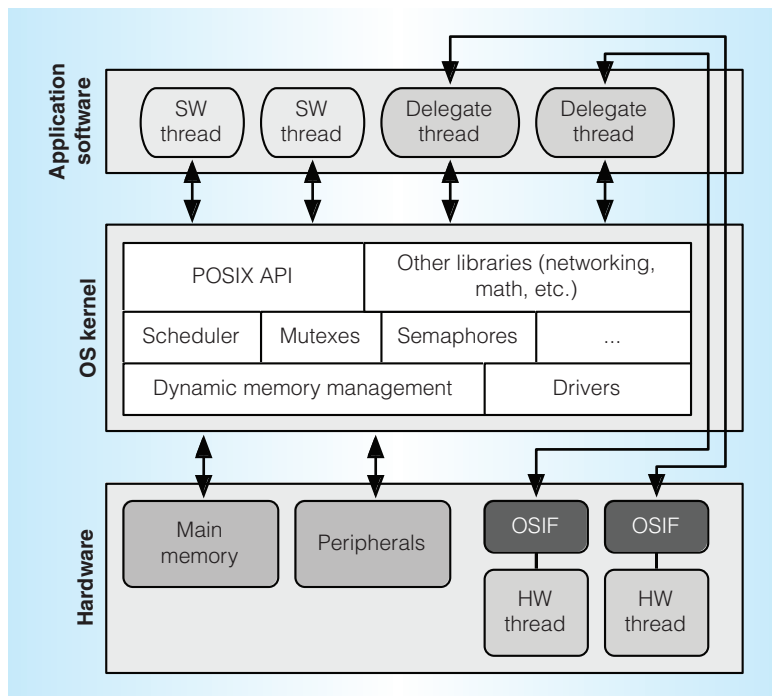 Application
software
SW
thread
SW
thread
Delegate
thread
Delegate
thread
OS kernel
POSIX API
Other libraries (networking,
math, etc.)
Scheduler
Mutexes
Semaphores
...
Dynamic memory management
Drivers
Hardware
Main
memory
Peripherals
OSIF
OSIF
HW
thread
HW
thread